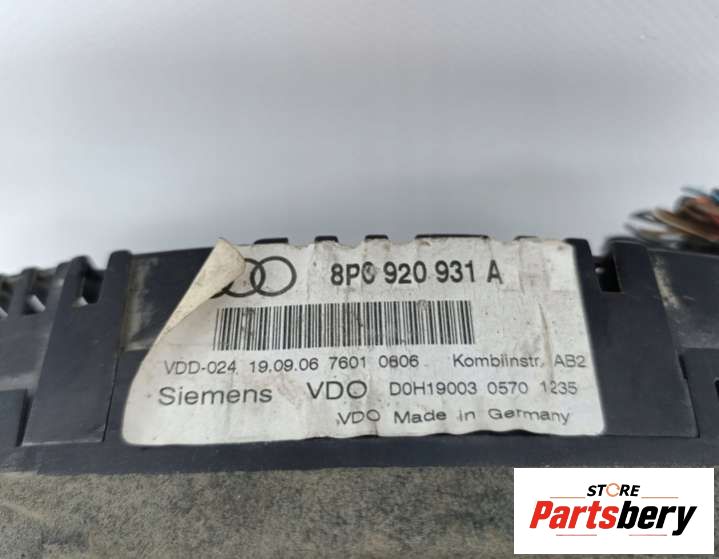 8P0 920 931 A
VDD-024 19.09.06 7601 0606 Kombiinstr. AB2
Siemens VDO D0H19003 0570 1235
VDO Made in Germany
STORE
Partsbery